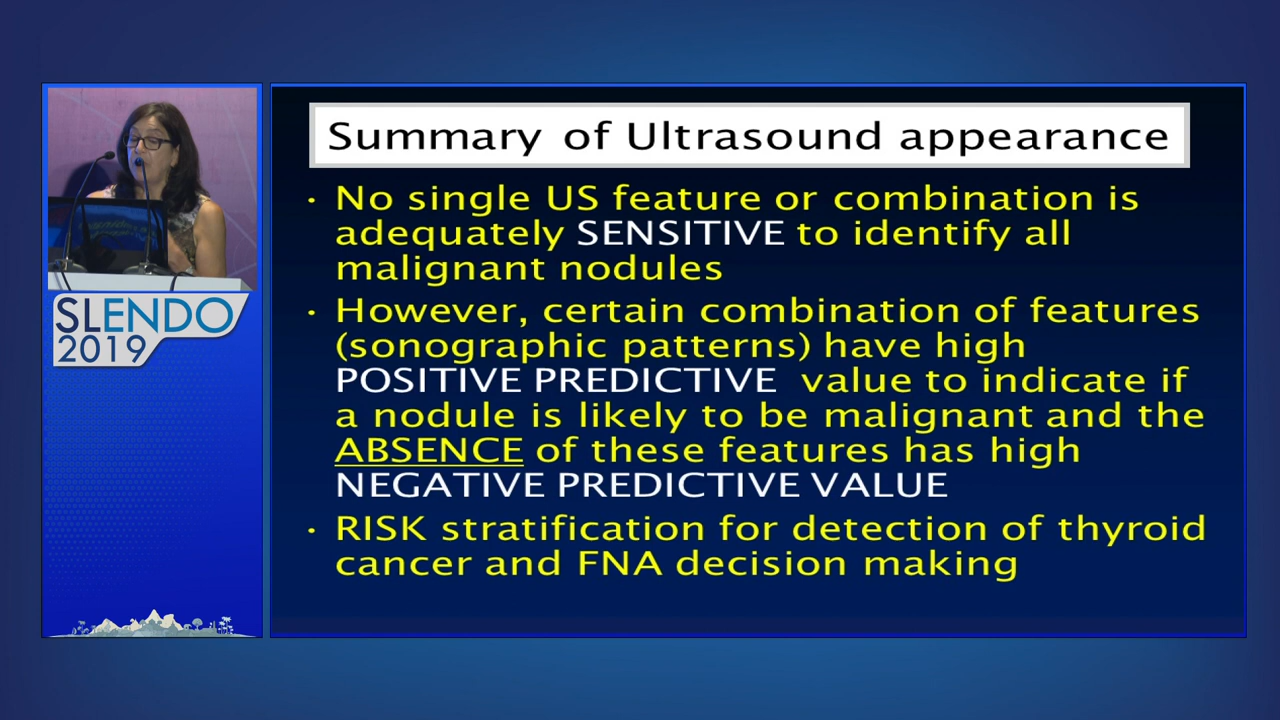 Summary of Ultrasound appearance
• No single US feature or combination is
adequately SENSITIVE to identify all
malignant nodules
• However, certain combination of features
(sonographic patterns) have high
POSITIVE PREDICTIVE value to indicate if
a nodule is likely to be malignant and the
ABSENCE of these features has high
NEGATIVE PREDICTIVE VALUE
• RISK stratification for detection of thyroid
cancer and FNA decision making
SLENDO
2019